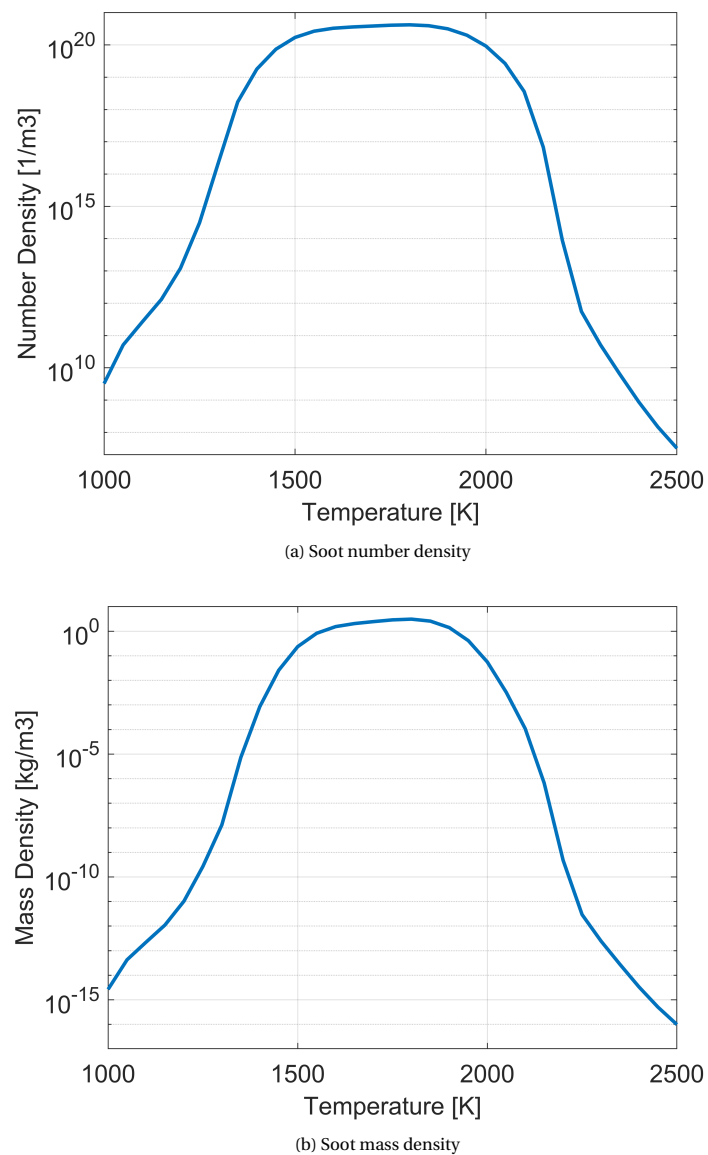 10^20
10^15
10^10
Number Density [1/m3]
1000 1500 2000 2500
Temperature [K]
(a) Soot number density
10^0
10^-5
10^-10
10^-15
Mass Density [kg/m3]
1000 1500 2000 2500
Temperature [K]
(b) Soot mass density